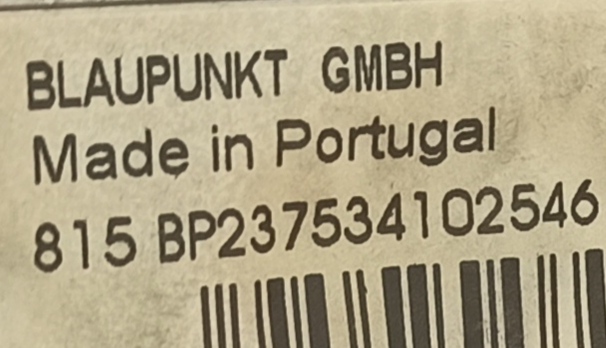 BLAUPUNKT GMBH
Made in Portugal
815 BP237534102546